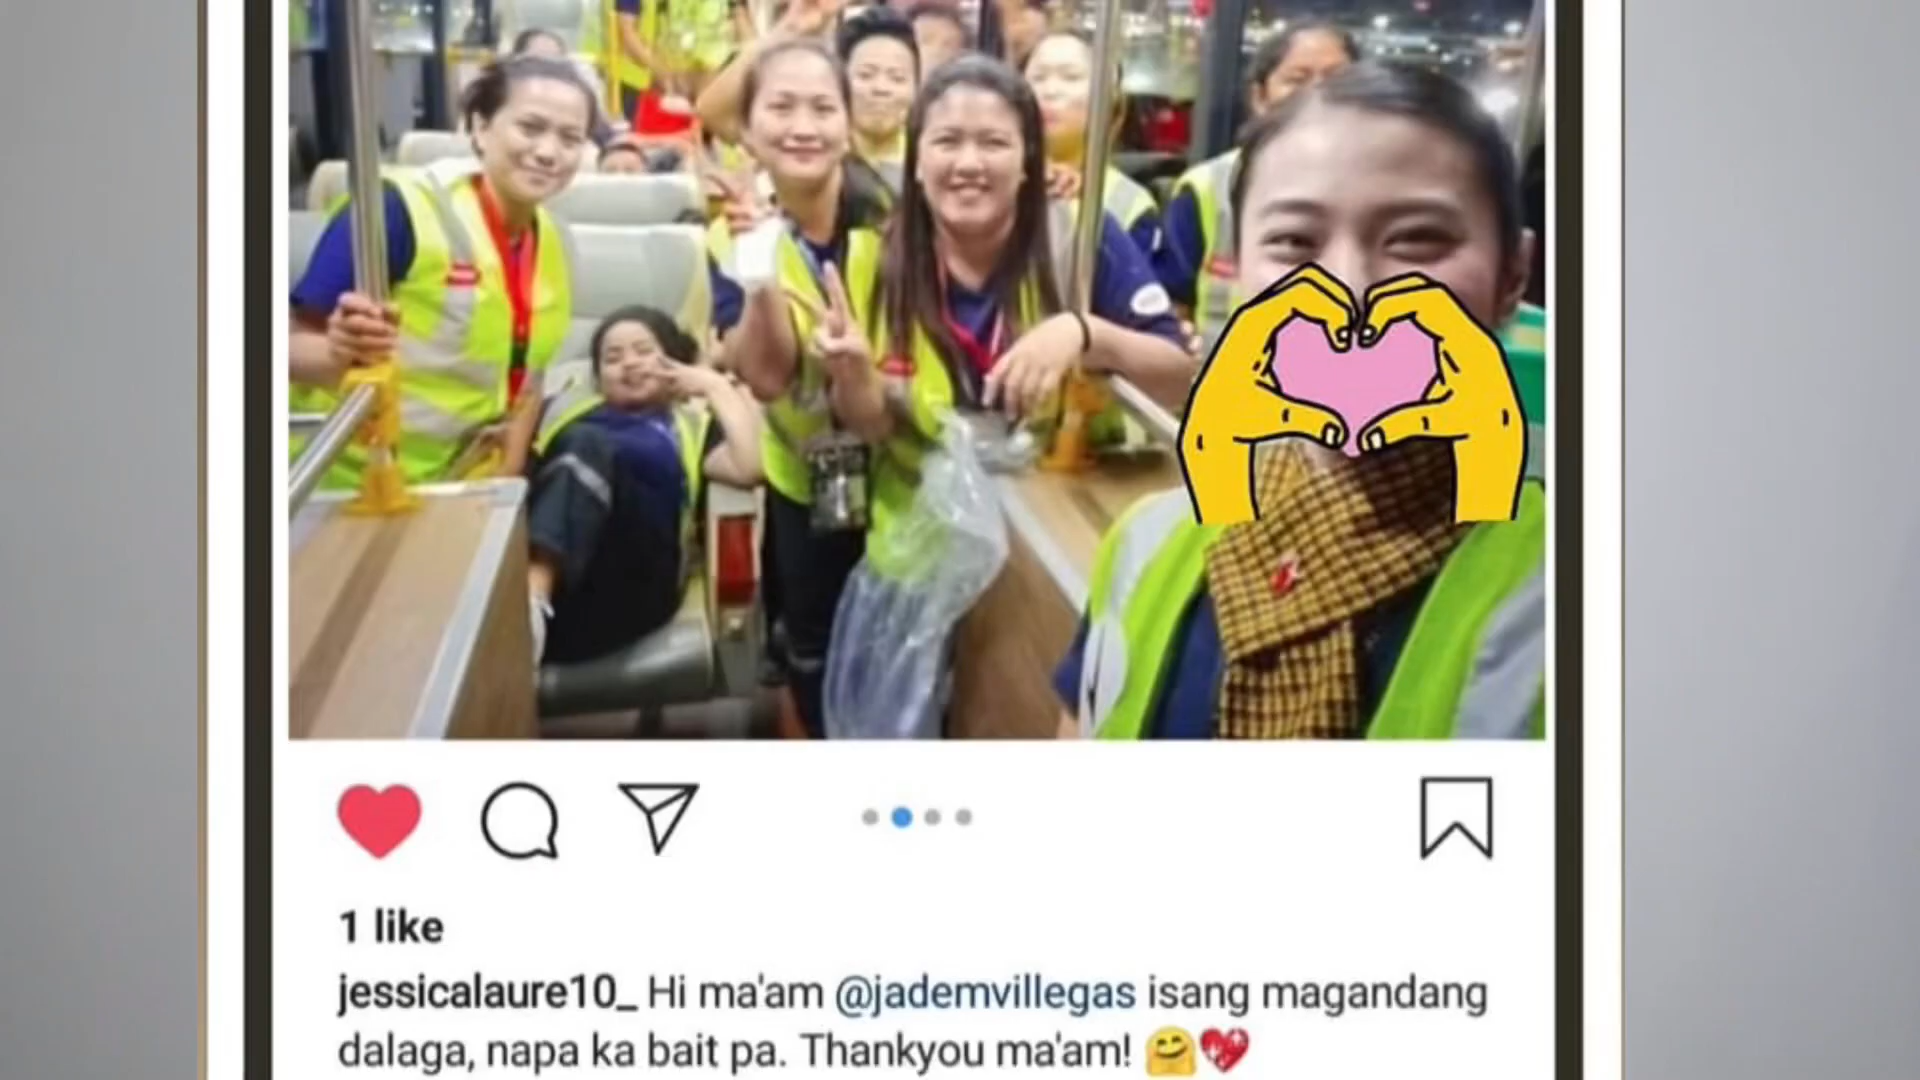 1 like
jessicalaure10_ Hi ma'am @jademvillegas isang magandang
dalaga, napa ka bait pa. Thankyou ma'am! 🤗💖